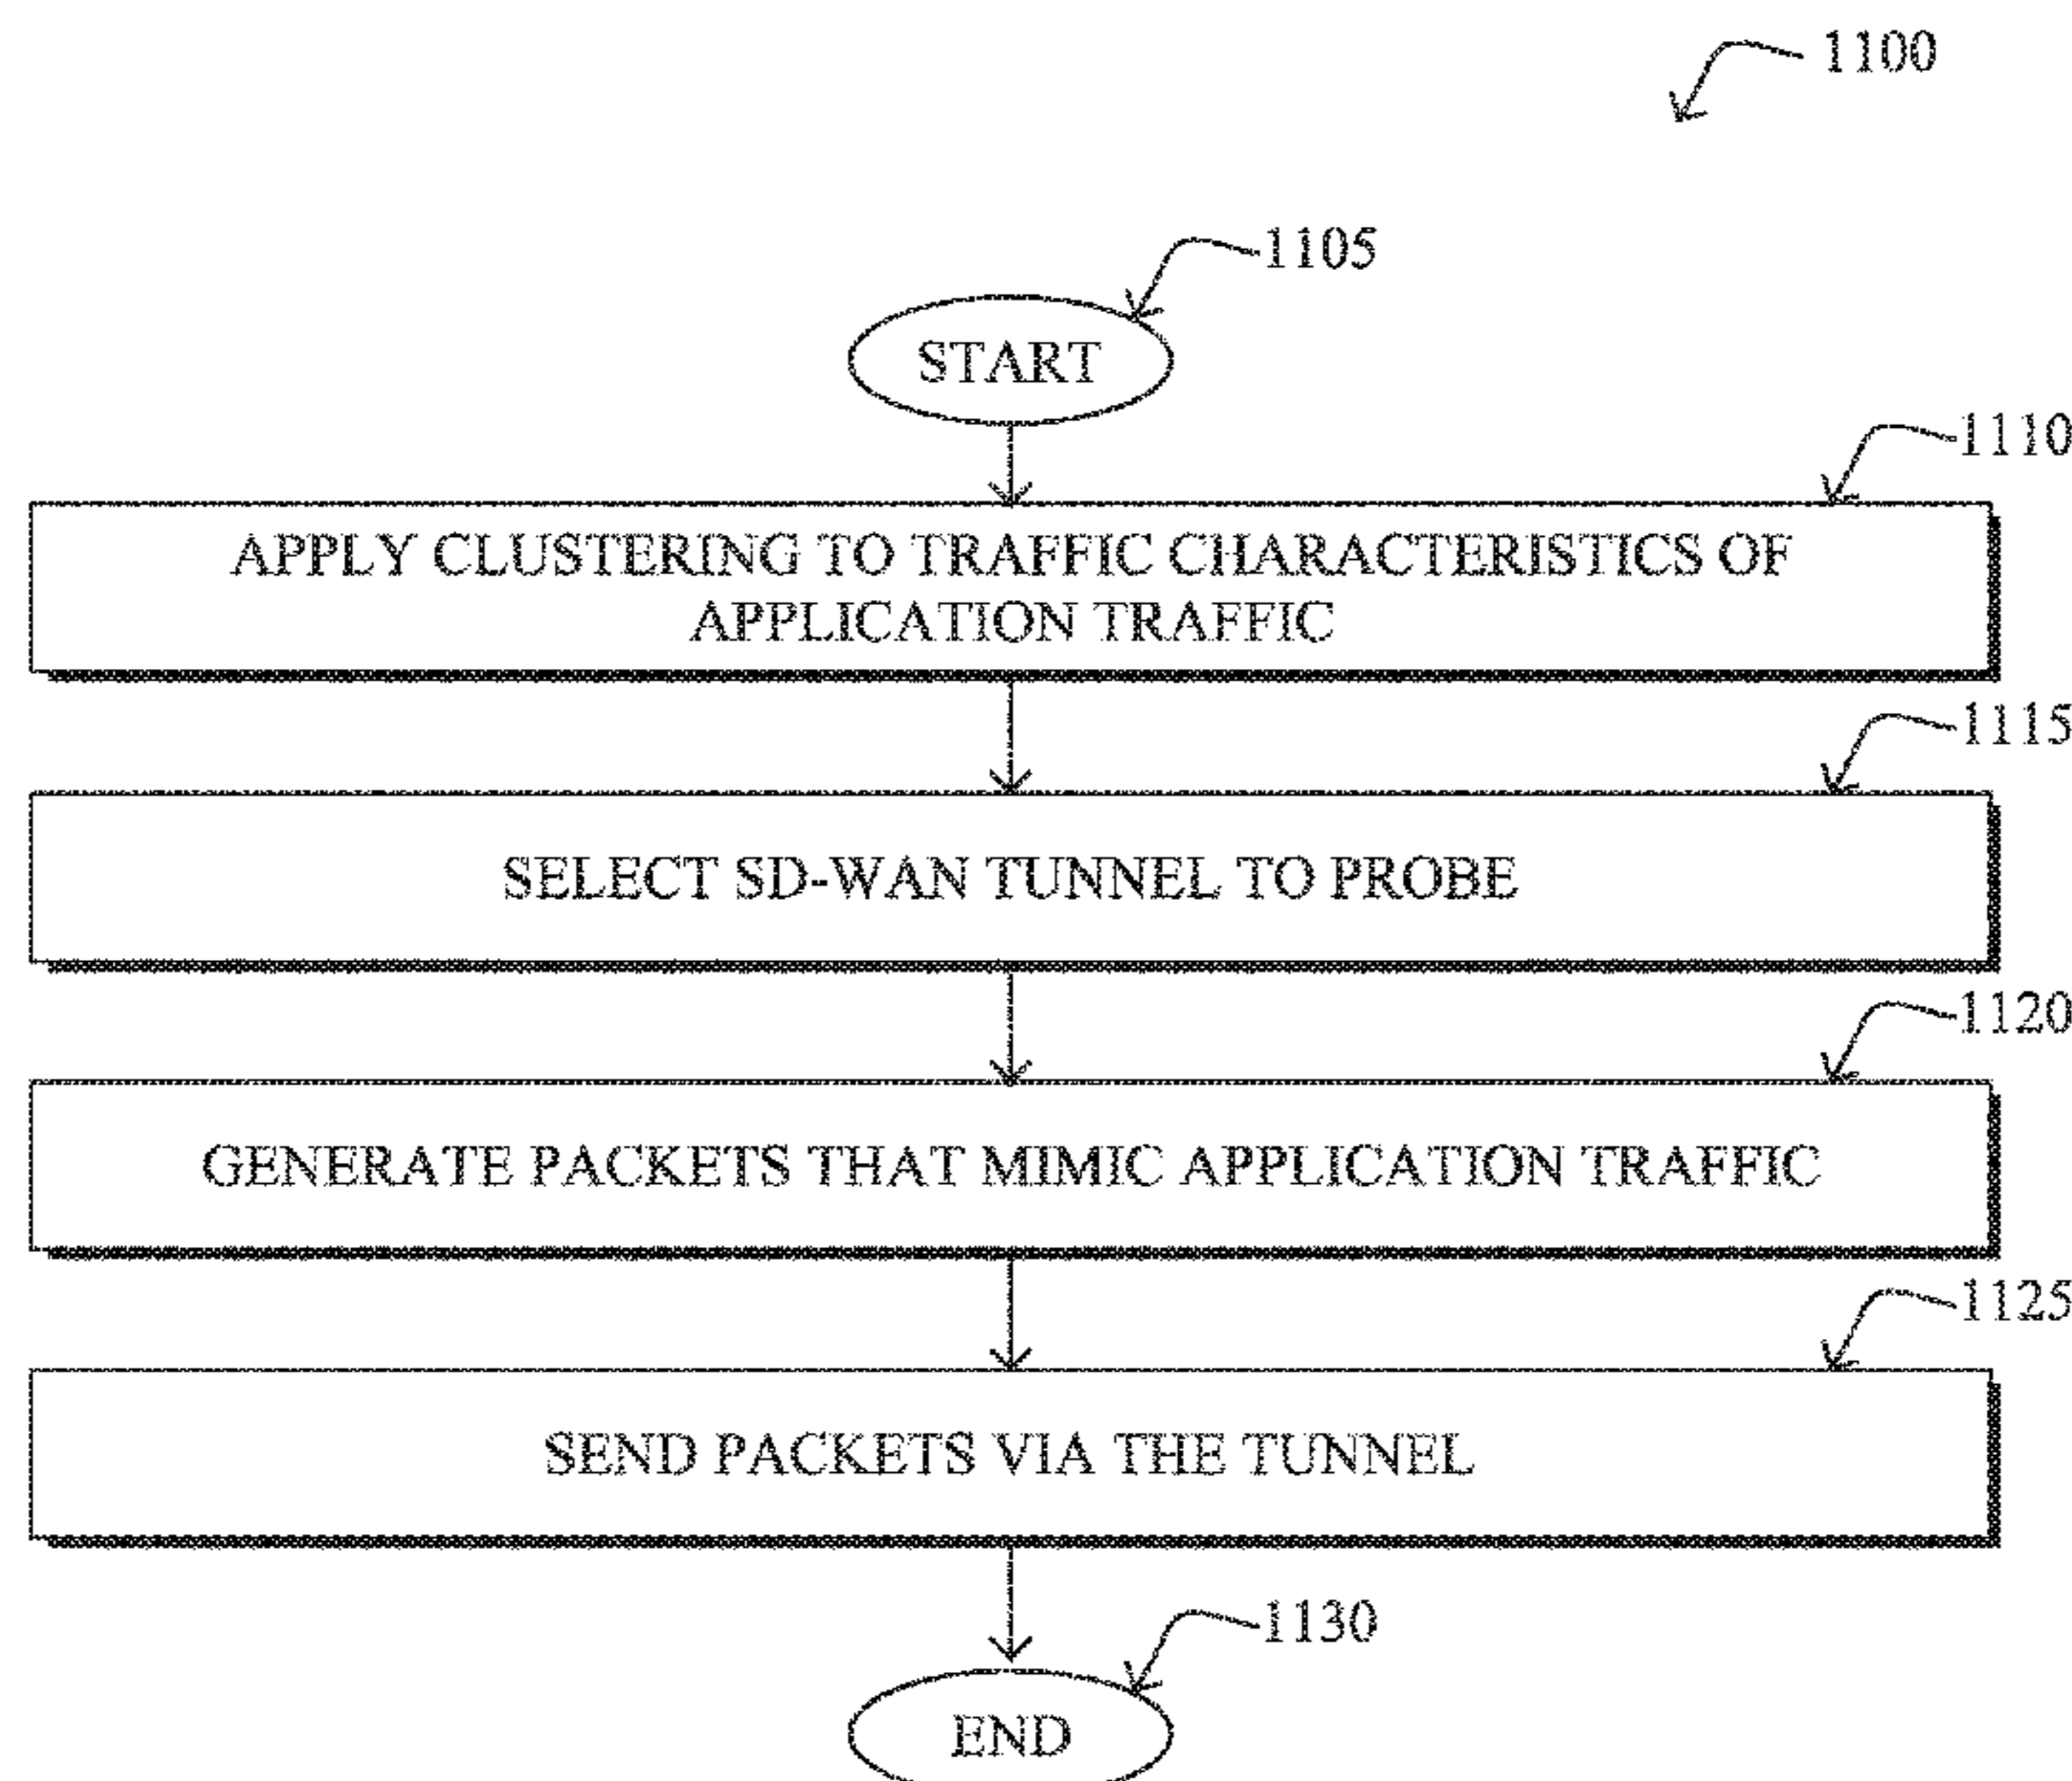 1100
1105
START
1110
APPLY CLUSTERING TO TRAFFIC CHARACTERISTICS OF
APPLICATION TRAFFIC
1115
SELECT SD-WAN TUNNEL TO PROBE
1120
GENERATE PACKETS THAT MIMIC APPLICATION TRAFFIC
1125
SEND PACKETS VIA THE TUNNEL
1130
END